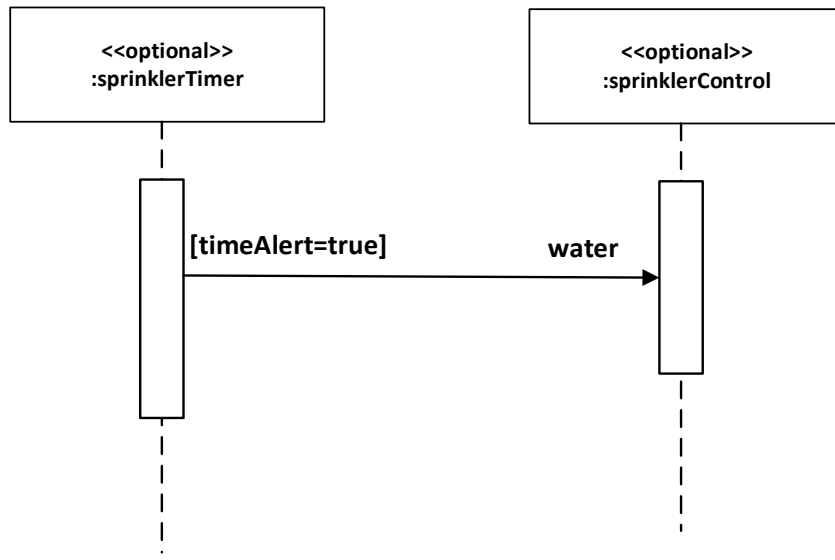 <<optional>>
:sprinklerTimer
<<optional>>
:sprinklerControl
[timeAlert=true]
water